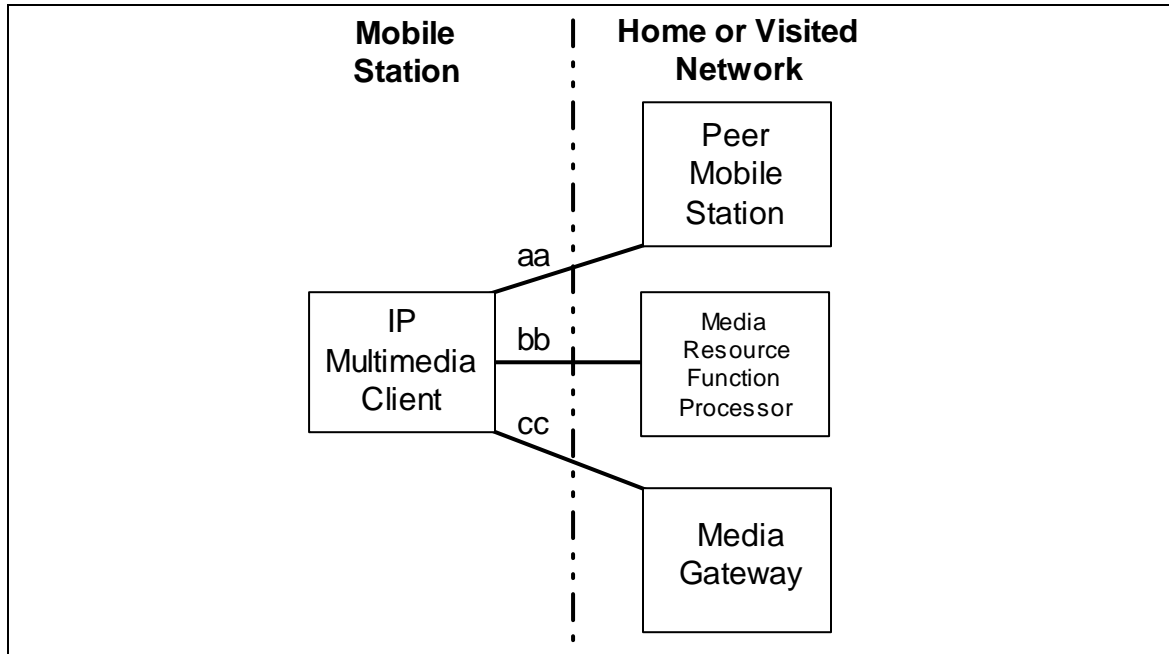 Mobile
Station
Home or Visited
Network
Peer
Mobile
Station
aa
IP
Multimedia
Client
bb
Media
Resource
Function
Processor
cc
Media
Gateway